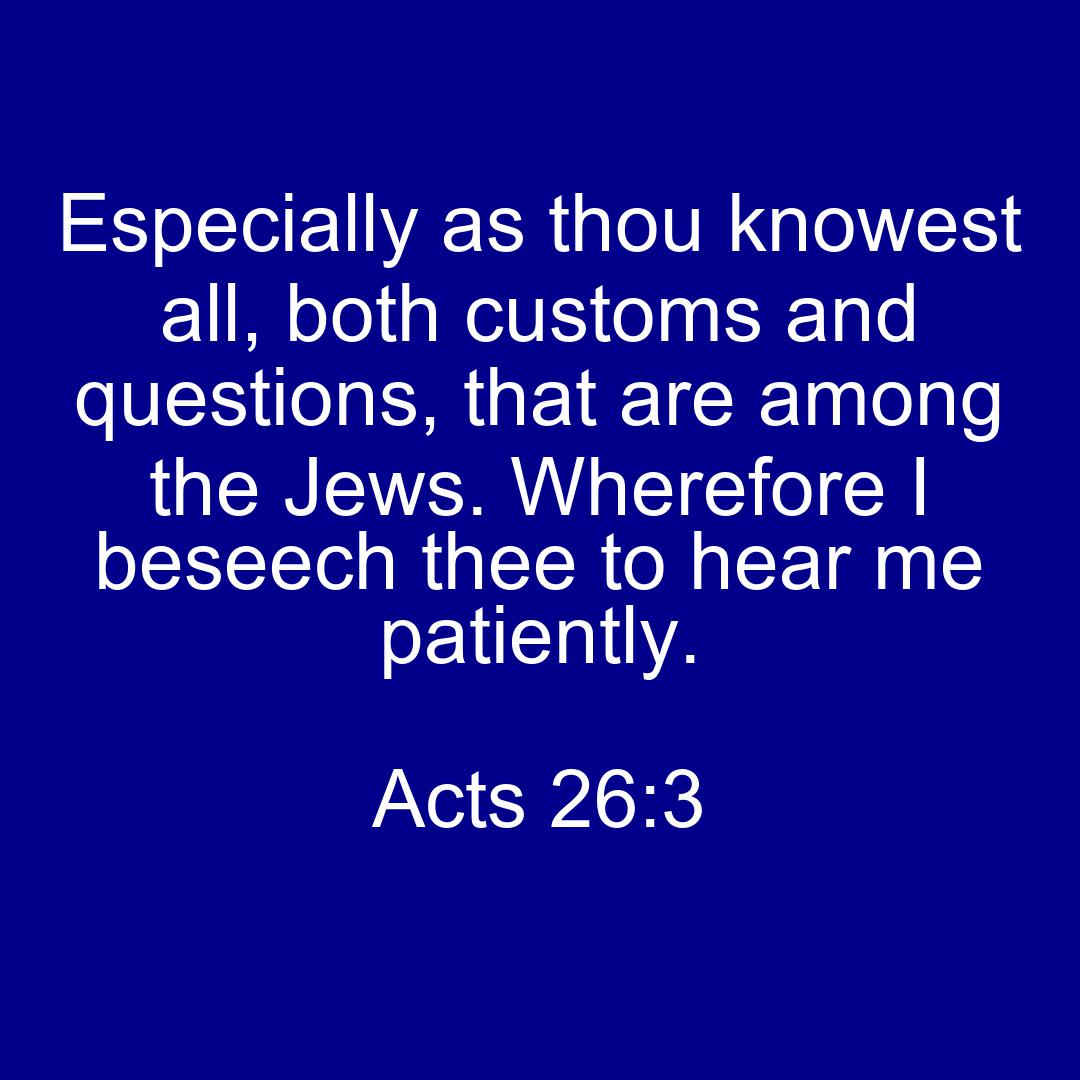 Especially as thou knowest
all, both customs and
questions, that are among
the Jews. Wherefore I
beseech thee to hear me
patiently.
Acts 26:3